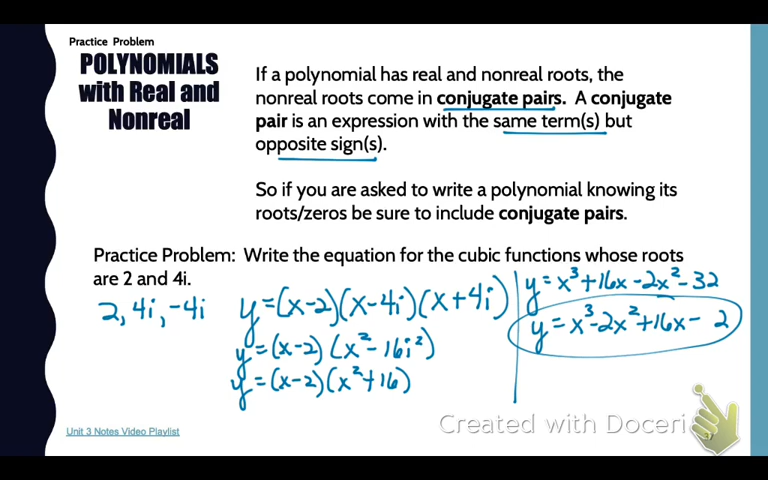 Practice Problem
POLYNOMIALS
with Real and
Nonreal
If a polynomial has real and nonreal roots, the
nonreal roots come in conjugate pairs. A conjugate
pair is an expression with the same term(s) but
opposite sign(s).
So if you are asked to write a polynomial knowing its
roots/zeros be sure to include conjugate pairs.
Practice Problem: Write the equation for the cubic functions whose roots
are 2 and 4i.
2, 4i, -4i
y=(x-2)(x-4i)(x+4i)
y=(x-2)(x²-16i²)
y=(x-2)(x²+16)
y=x³+16x-2x²-32
y=x³-2x²+16x- 2
Unit 3 Notes Video Playlist
Created with Doceri